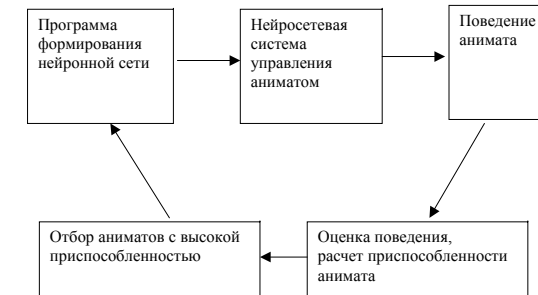 Программа
формирования
нейронной сети
Нейросетевая
система
управления
аниматом
Поведение
анимата
Отбор аниматов с высокой
приспособленностью
Оценка поведения,
расчет приспособленности
анимата